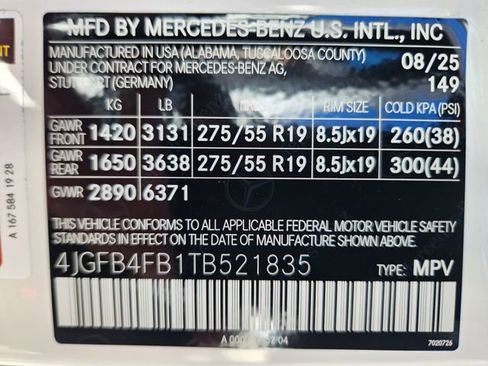 MFD BY MERCEDES-BENZ U.S. INTL., INC
MANUFACTURED IN USA (ALABAMA, TUSCALOOSA COUNTY) 08/25
UNDER CONTRACT FOR MERCEDES-BENZ AG, 149
STUTTGART (GERMANY)
KG LB RIM SIZE COLD KPA (PSI)
GAWR FRONT 1420 3131 275/55 R19 8.5Jx19 260(38)
GAWR REAR 1650 3638 275/55 R19 8.5Jx19 300(44)
GVWR 2890 6371
THIS VEHICLE CONFORMS TO ALL APPLICABLE FEDERAL MOTOR VEHICLE SAFETY
STANDARDS IN EFFECT ON THE DATE OF MANUFACTURE SHOWN ABOVE.
4JGFB4FB1TB521835 TYPE: MPV
7020726
A 167 584 19 28